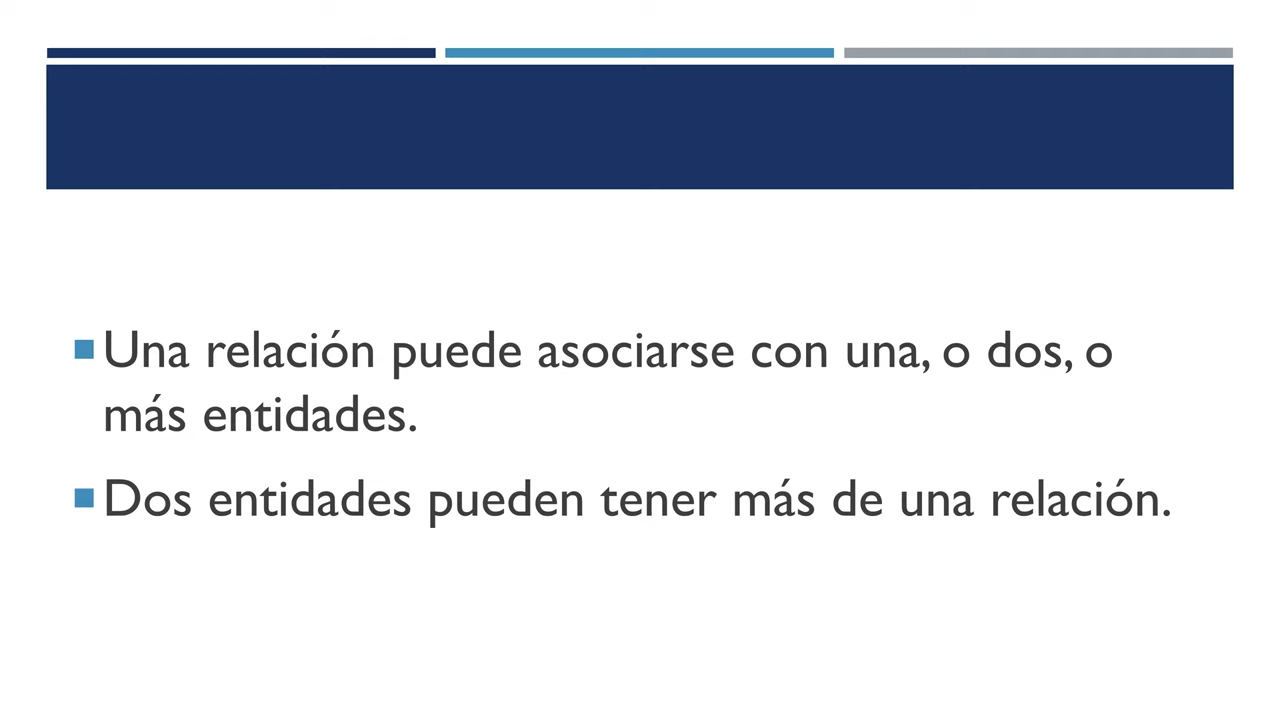 Una relación puede asociarse con una, o dos, o
más entidades.
Dos entidades pueden tener más de una relación.